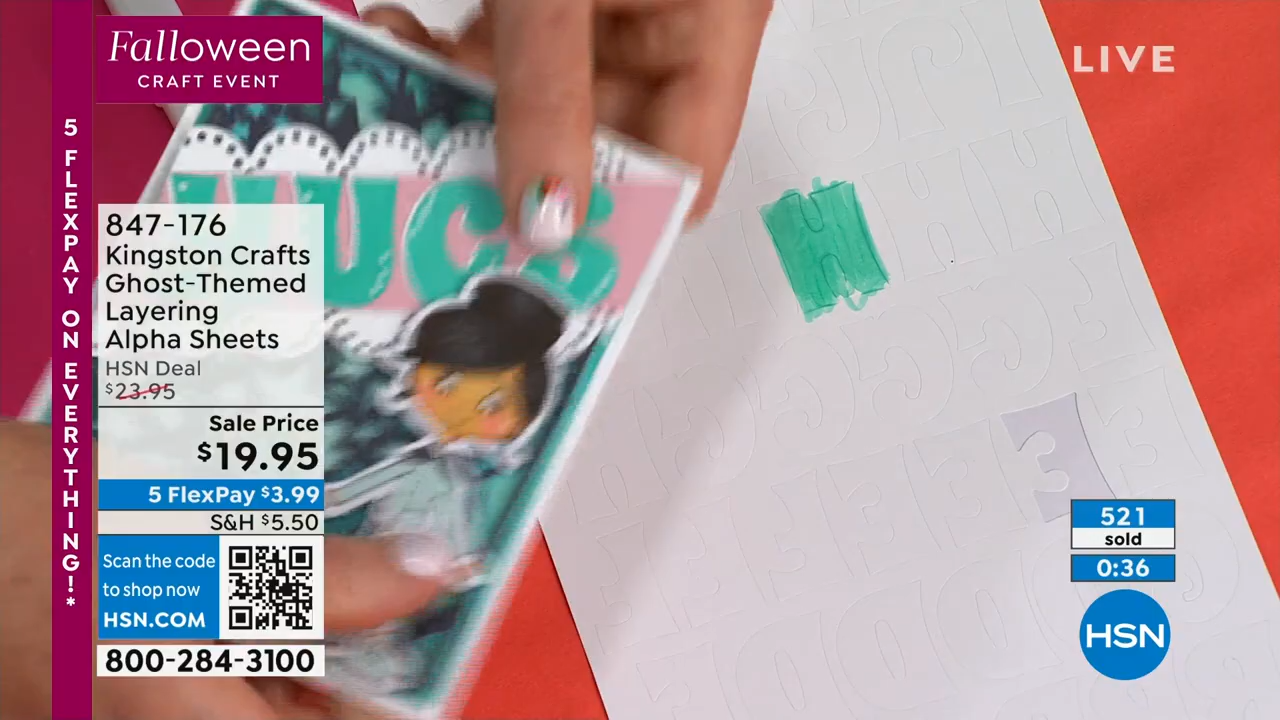 Falloween
CRAFT EVENT
LIVE
5 FLEXPAY ON EVERYTHING!*
847-176
Kingston Crafts
Ghost-Themed
Layering
Alpha Sheets
HSN Deal
$23.95
Sale Price
$19.95
5 FlexPay $3.99
S&H $5.50
Scan the code
to shop now
HSN.COM
800-284-3100
HUGS
H
521
sold
0:36
HSN